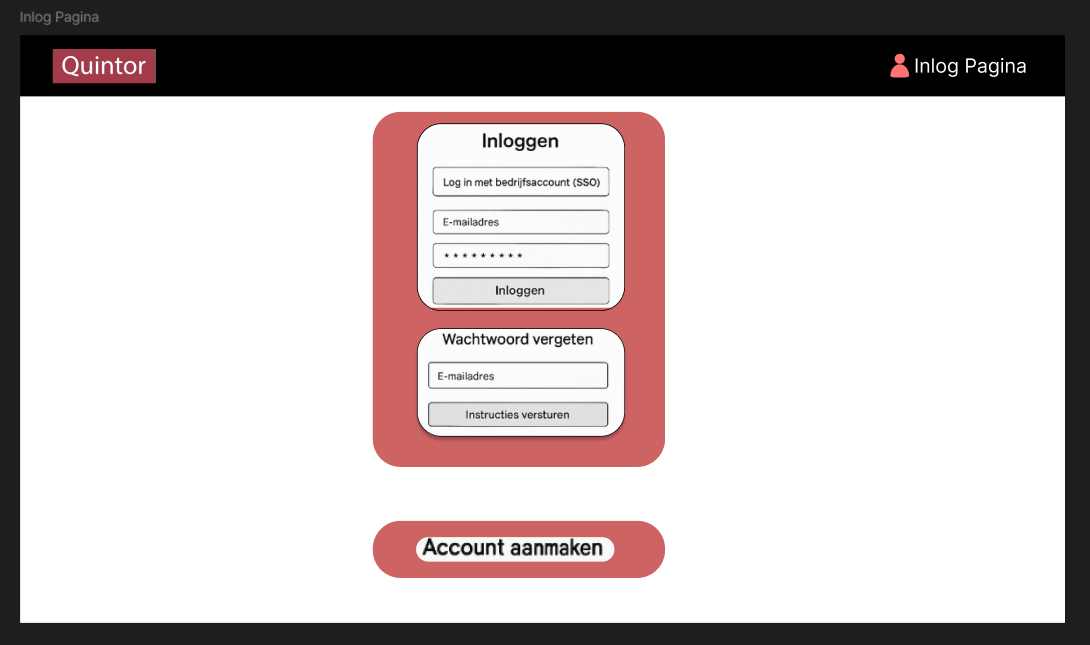 Inlog Pagina
Quintor
Inlog Pagina
Inloggen
Log in met bedrijfsaccount (SSO)
E-mailadres
* * * * * * * * *
Inloggen
Wachtwoord vergeten
E-mailadres
Instructies versturen
Account aanmaken